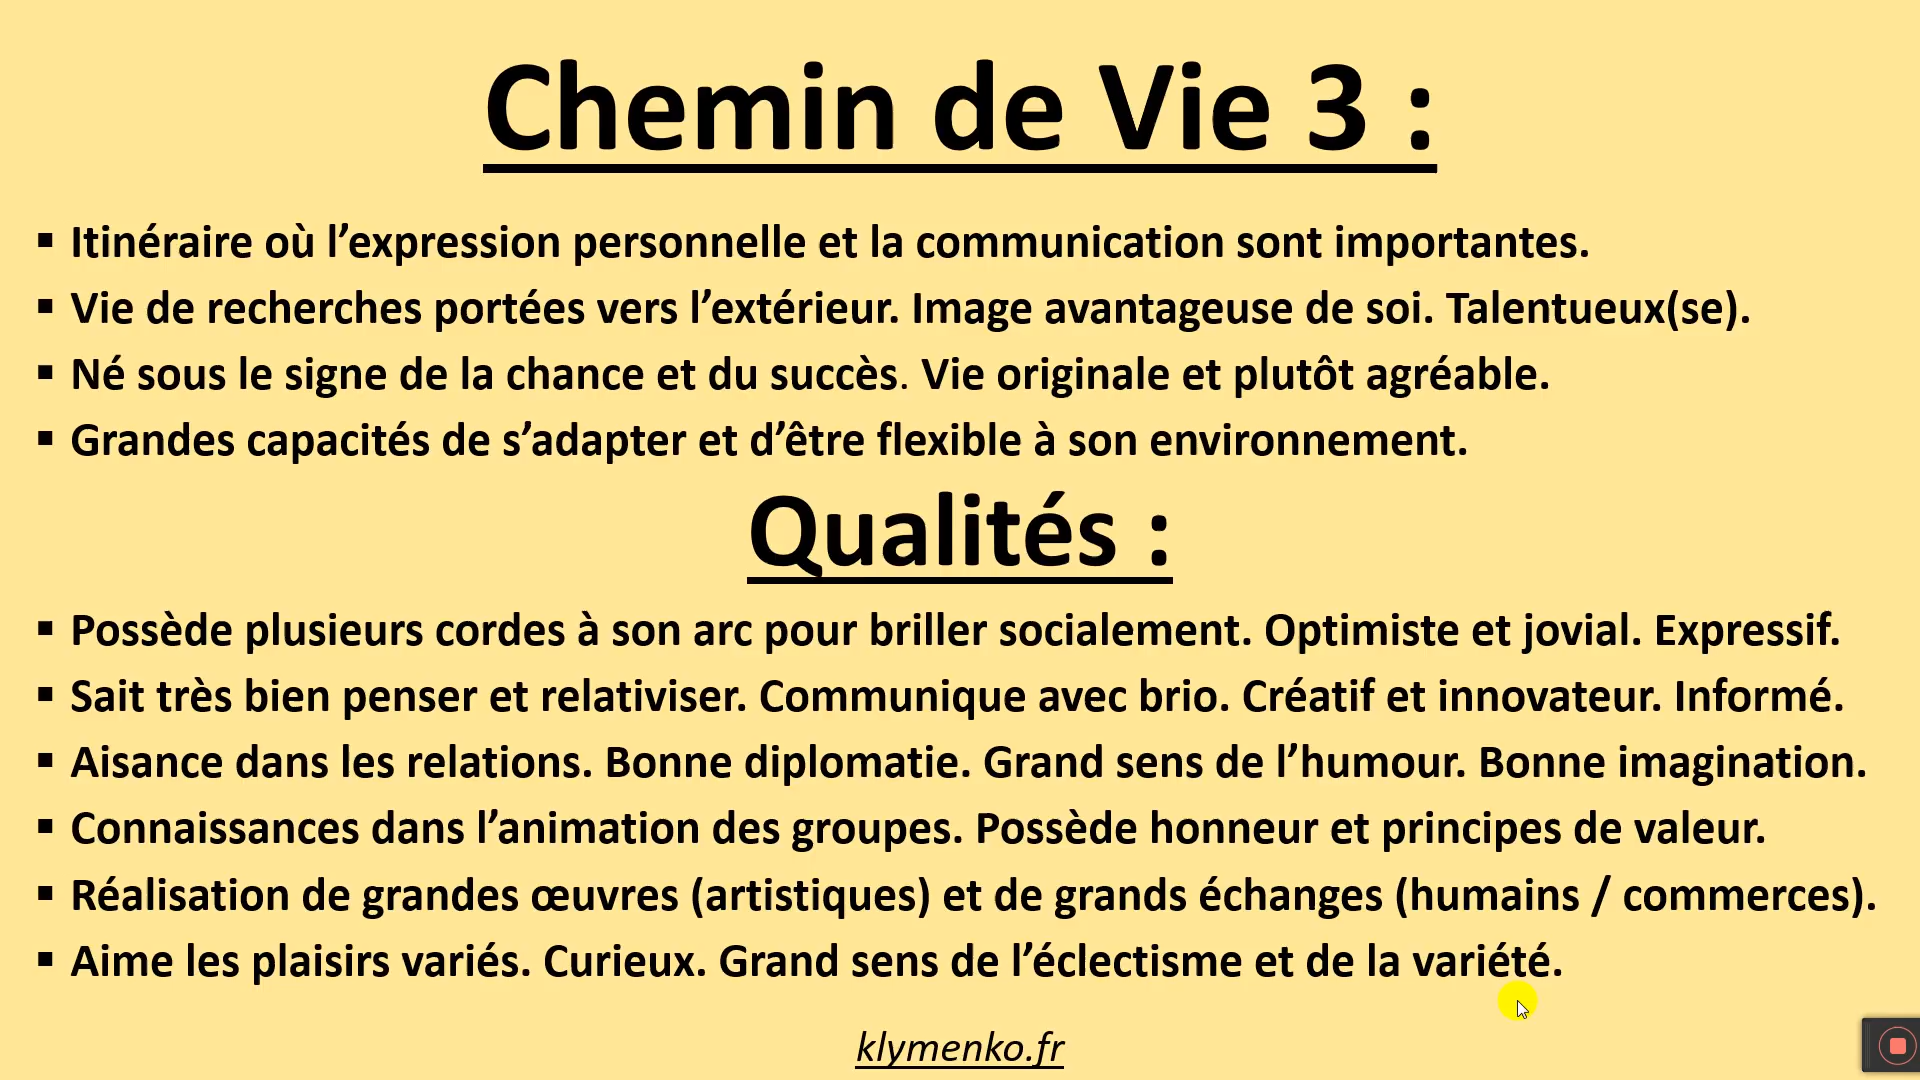 Chemin de Vie 3 :
▪ Itinéraire où l’expression personnelle et la communication sont importantes.
▪ Vie de recherches portées vers l’extérieur. Image avantageuse de soi. Talentueux(se).
▪ Né sous le signe de la chance et du succès. Vie originale et plutôt agréable.
▪ Grandes capacités de s’adapter et d’être flexible à son environnement.
Qualités :
▪ Possède plusieurs cordes à son arc pour briller socialement. Optimiste et jovial. Expressif.
▪ Sait très bien penser et relativiser. Communique avec brio. Créatif et innovateur. Informé.
▪ Aisance dans les relations. Bonne diplomatie. Grand sens de l’humour. Bonne imagination.
▪ Connaissances dans l’animation des groupes. Possède honneur et principes de valeur.
▪ Réalisation de grandes œuvres (artistiques) et de grands échanges (humains / commerces).
▪ Aime les plaisirs variés. Curieux. Grand sens de l’éclectisme et de la variété.
klymenko.fr